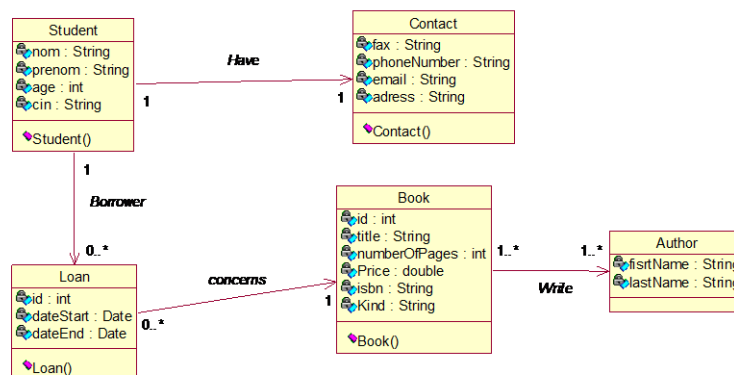 Student
nom : String
prenom : String
age : int
cin : String
Student()
Have
1
1
Contact
fax : String
phoneNumber : String
email : String
adress : String
Contact()
1
Borrower
0..*
Loan
id : int
dateStart : Date
dateEnd : Date
Loan()
concerns
0..*
1
Book
id : int
title : String
numberOfPages : int
Price : double
isbn : String
Kind : String
Book()
1..*
1..*
Write
Author
fisrtName : String
lastName : String